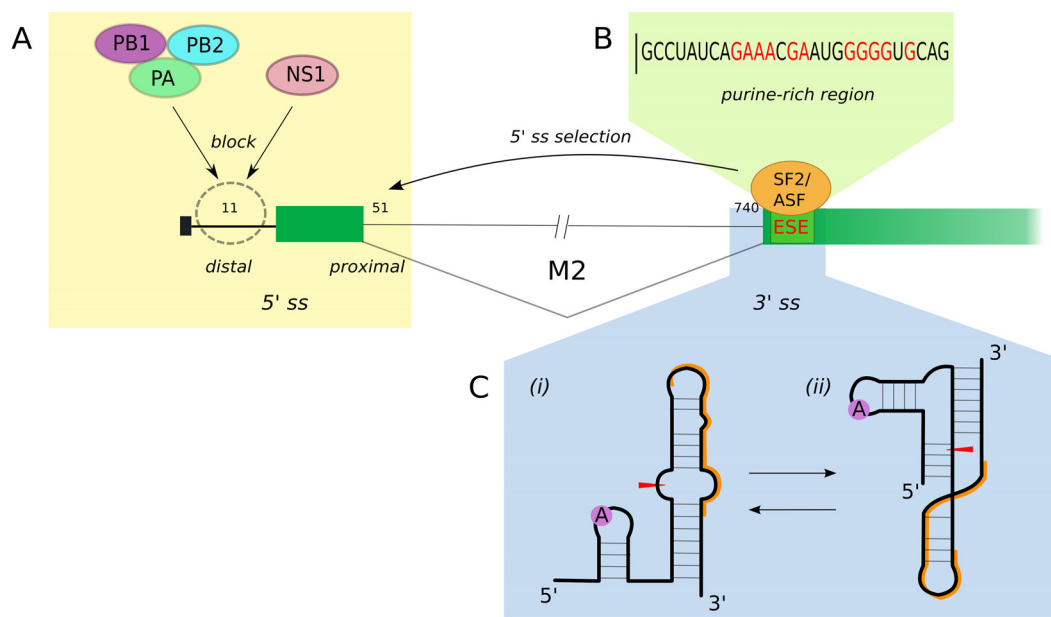 A
PB1
PB2
PA
NS1
block
11
51
distal
proximal
5' ss
B
GCCUAUCAGAAACGAAUGGGGGUGCAG
purine-rich region
5' ss selection
SF2/
ASF
740
ESE
M2
3' ss
C
(i)
A
5'
3'
(ii)
3'
A
5'